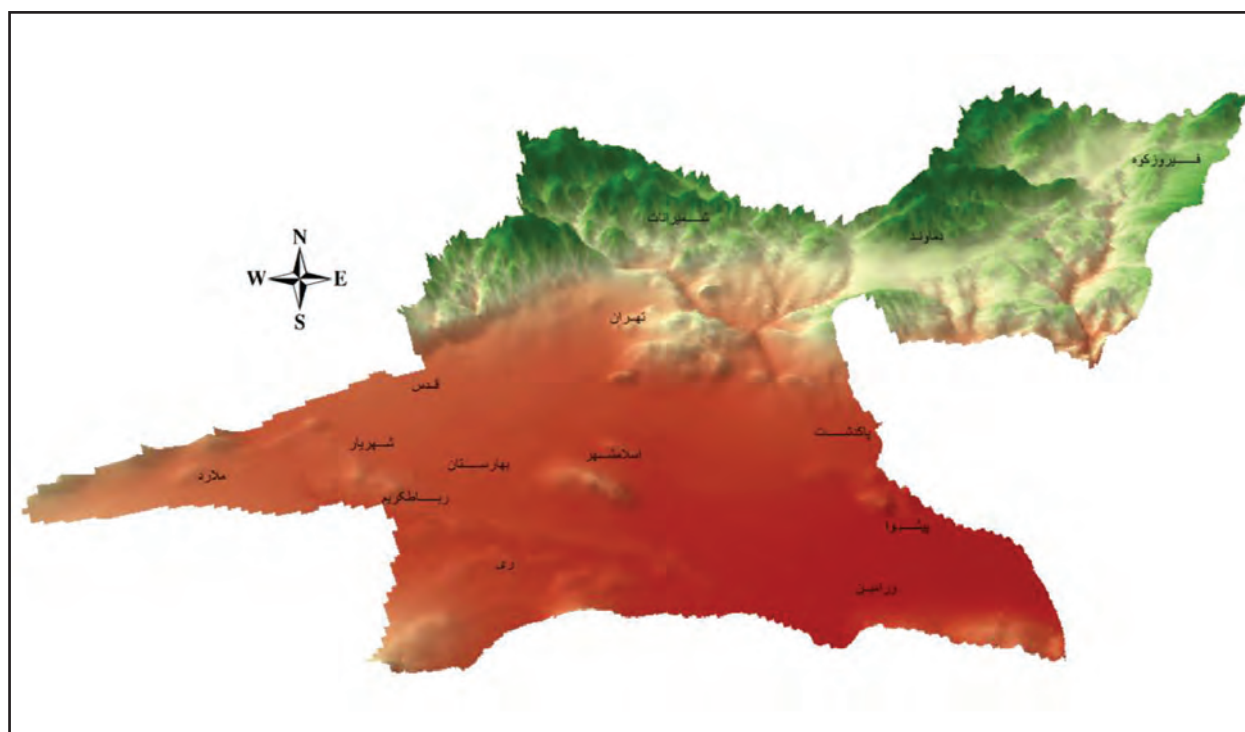 فیروزکوه
شمیرانات
دماوند
N
W E
S
تهران
قدس
پاکدشت
شهریار
اسلامشهر
بهارستان
ملارد
رباطکریم
پیشوا
ری
ورامین